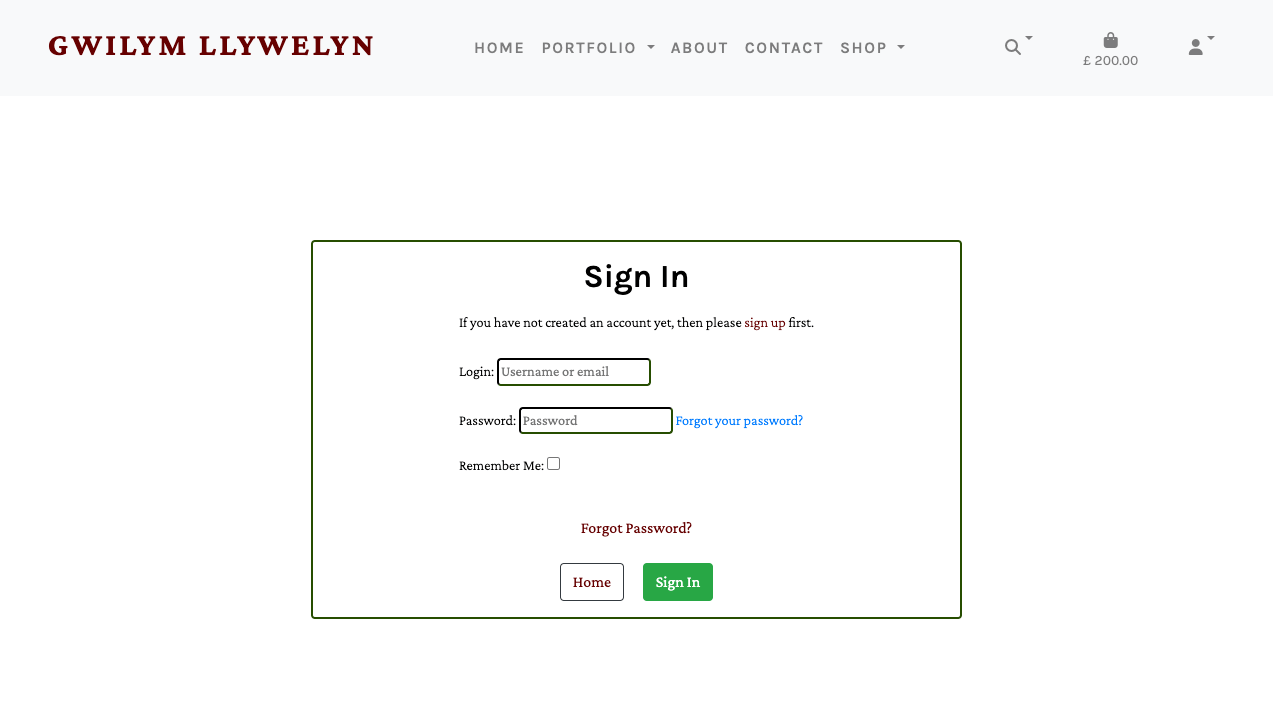 GWILYM LLYWELYN
HOME PORTFOLIO ABOUT CONTACT SHOP
£ 200.00
Sign In
If you have not created an account yet, then please sign up first.
Login: Username or email
Password: Password Forgot your password?
Remember Me:
Forgot Password?
Home Sign In